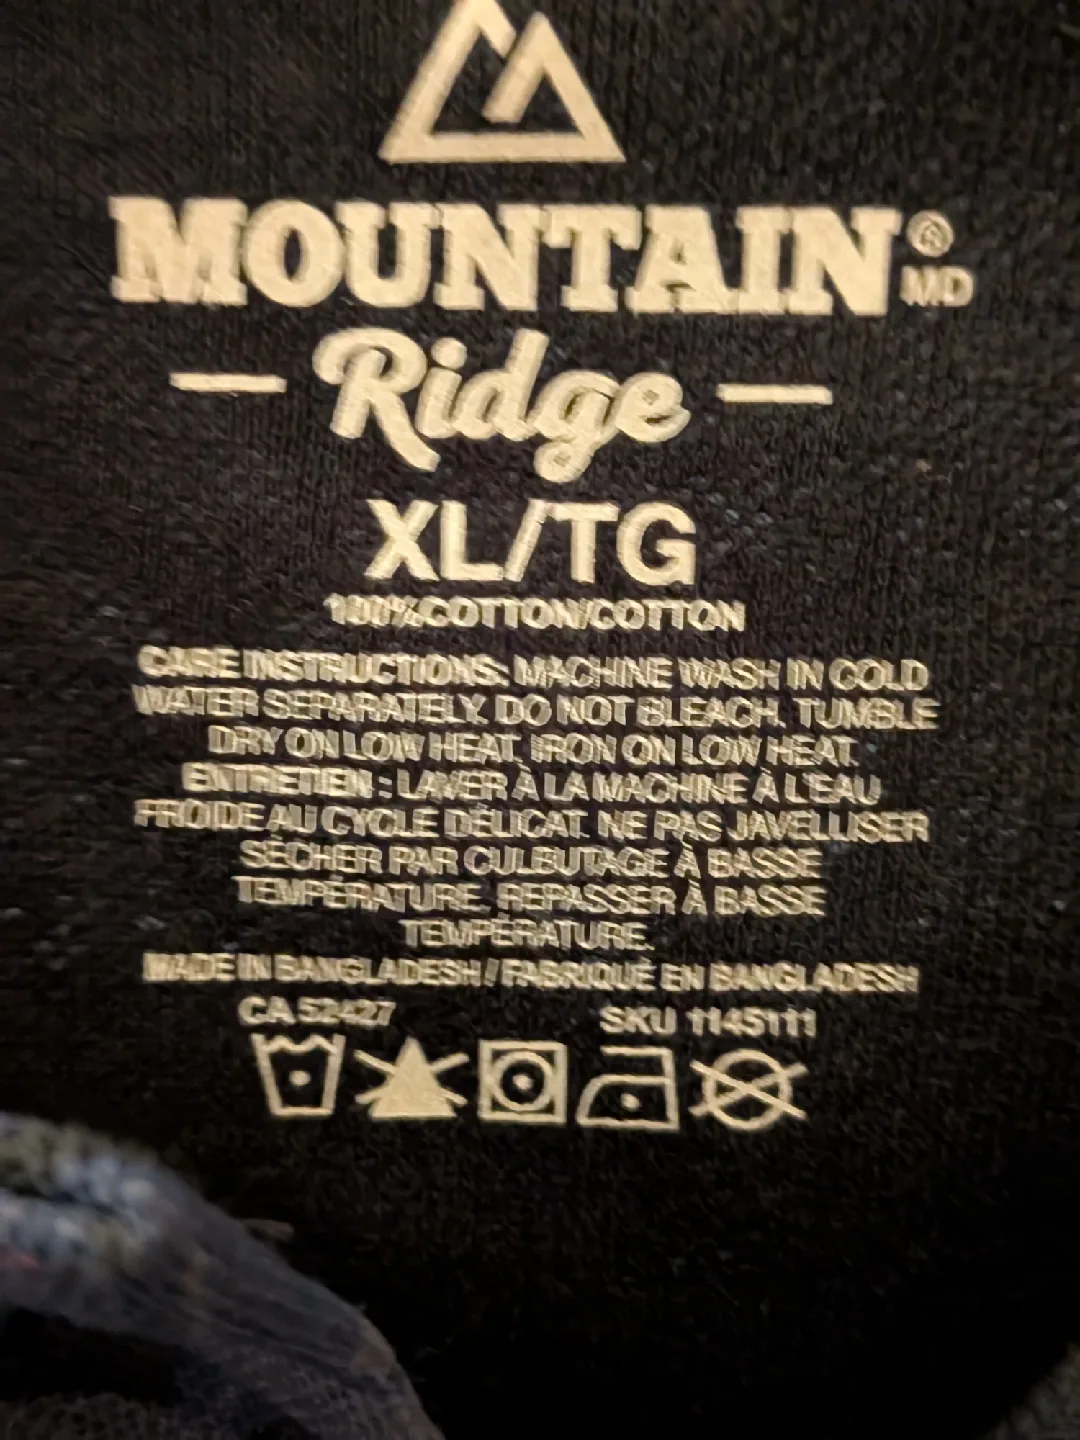 MOUNTAIN® MD
Ridge
XL/TG
100%COTTON/COTTON
CARE INSTRUCTIONS: MACHINE WASH IN COLD
WATER SEPARATELY. DO NOT BLEACH. TUMBLE
DRY ON LOW HEAT. IRON ON LOW HEAT.
ENTRETIEN : LAVER À LA MACHINE À L'EAU
FROIDE AU CYCLE DÉLICAT. NE PAS JAVELLISER
SÉCHER PAR CULBUTAGE À BASSE
TEMPÉRATURE. REPASSER À BASSE
TEMPÉRATURE.
MADE IN BANGLADESH / FABRIQUÉ EN BANGLADESH
CA 52427 SKU 1145111